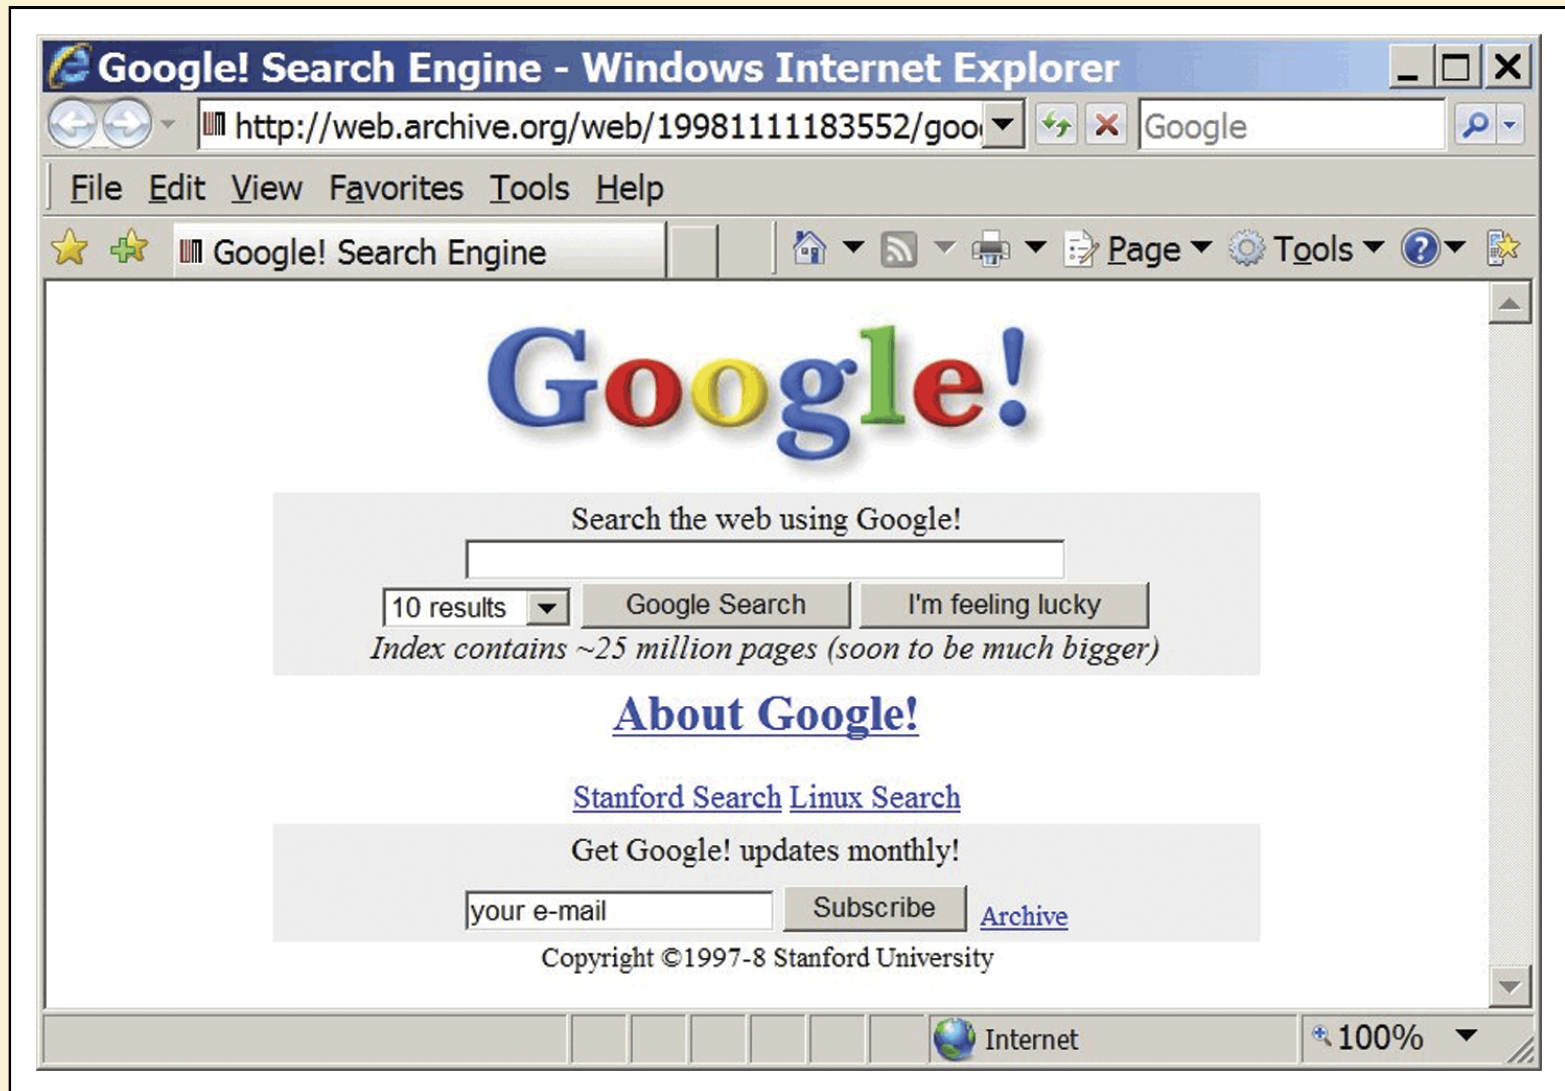 Google! Search Engine - Windows Internet Explorer
http://web.archive.org/web/19981111183552/goo
Google
File Edit View Favorites Tools Help
Google! Search Engine
Page
Tools
Google!
Search the web using Google!
10 results
Google Search
I'm feeling lucky
Index contains ~25 million pages (soon to be much bigger)
About Google!
Stanford Search Linux Search
Get Google! updates monthly!
your e-mail
Subscribe
Archive
Copyright ©1997-8 Stanford University
Internet
100%